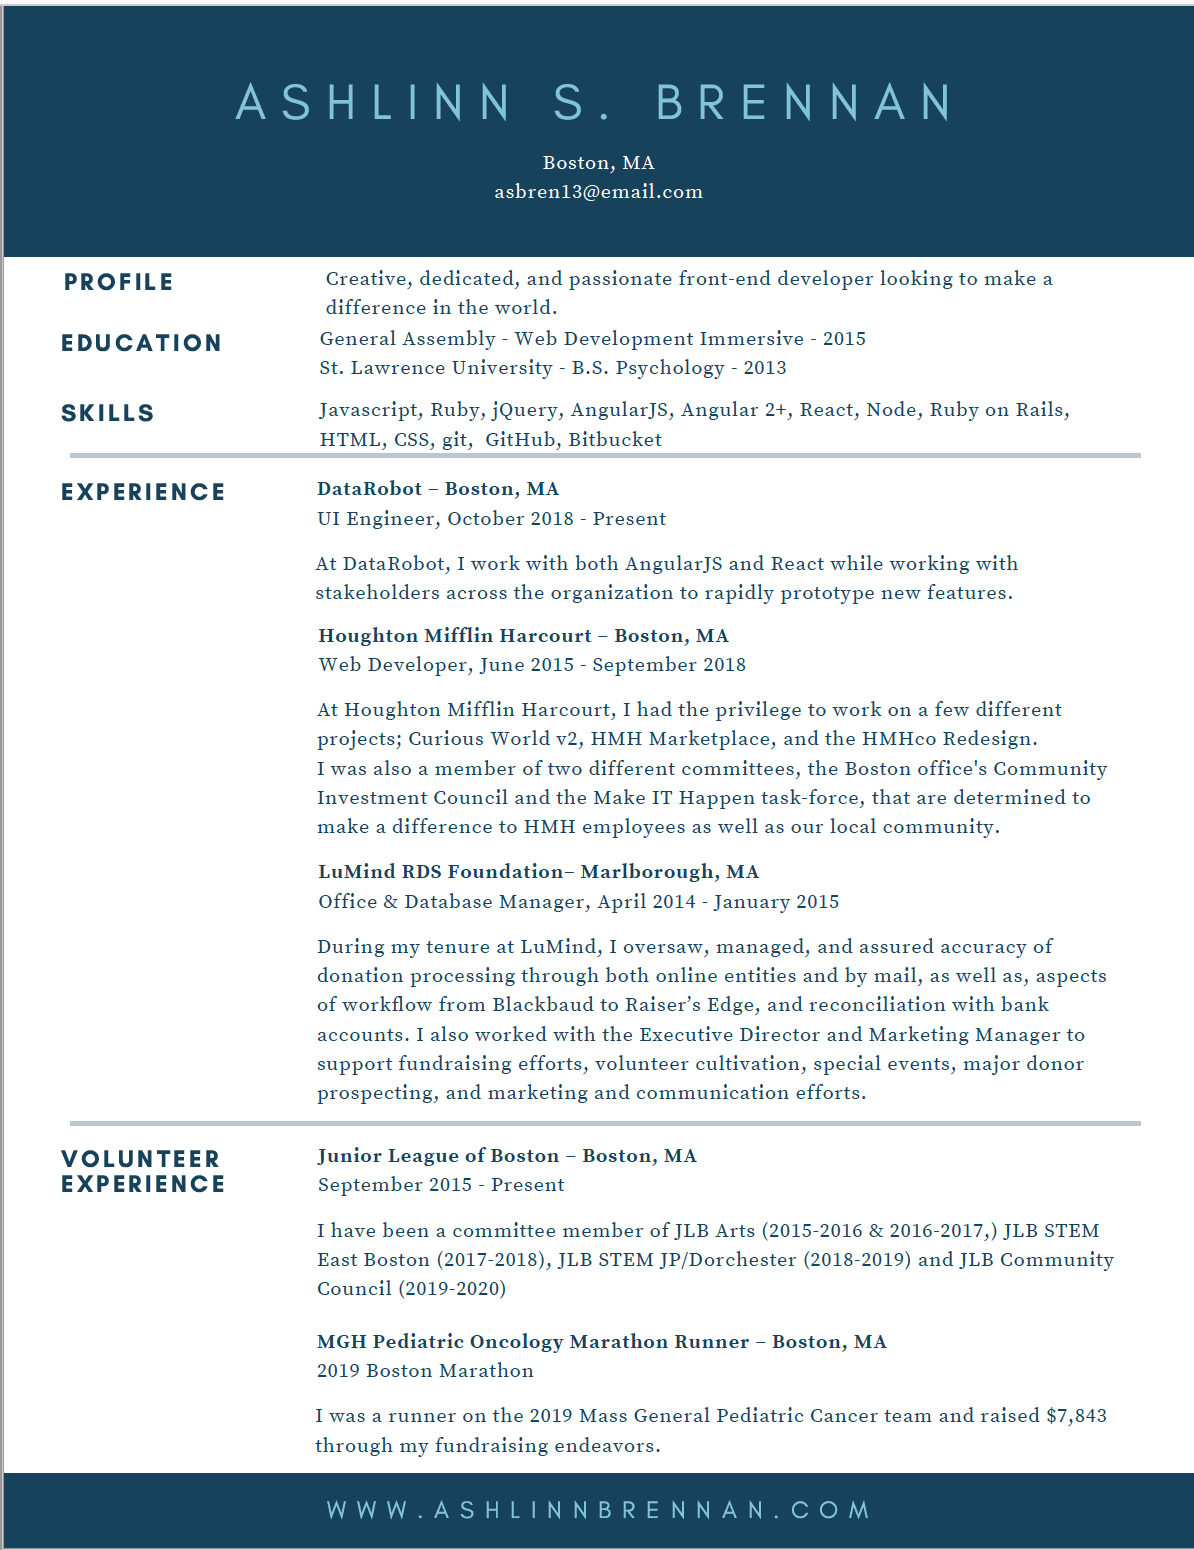 ASHLINN S. BRENNAN
Boston, MA
asbren13@email.com
PROFILE
Creative, dedicated, and passionate front-end developer looking to make a
difference in the world.
EDUCATION
General Assembly - Web Development Immersive - 2015
St. Lawrence University - B.S. Psychology - 2013
SKILLS
Javascript, Ruby, jQuery, AngularJS, Angular 2+, React, Node, Ruby on Rails,
HTML, CSS, git,  GitHub, Bitbucket
EXPERIENCE
DataRobot – Boston, MA
UI Engineer, October 2018 - Present
At DataRobot, I work with both AngularJS and React while working with
stakeholders across the organization to rapidly prototype new features.
Houghton Mifflin Harcourt – Boston, MA
Web Developer, June 2015 - September 2018
At Houghton Mifflin Harcourt, I had the privilege to work on a few different
projects; Curious World v2, HMH Marketplace, and the HMHco Redesign.
I was also a member of two different committees, the Boston office's Community
Investment Council and the Make IT Happen task-force, that are determined to
make a difference to HMH employees as well as our local community.
LuMind RDS Foundation– Marlborough, MA
Office & Database Manager, April 2014 - January 2015
During my tenure at LuMind, I oversaw, managed, and assured accuracy of
donation processing through both online entities and by mail, as well as, aspects
of workflow from Blackbaud to Raiser’s Edge, and reconciliation with bank
accounts. I also worked with the Executive Director and Marketing Manager to
support fundraising efforts, volunteer cultivation, special events, major donor
prospecting, and marketing and communication efforts.
VOLUNTEER
EXPERIENCE
Junior League of Boston – Boston, MA
September 2015 - Present
I have been a committee member of JLB Arts (2015-2016 & 2016-2017,) JLB STEM
East Boston (2017-2018), JLB STEM JP/Dorchester (2018-2019) and JLB Community
Council (2019-2020)
MGH Pediatric Oncology Marathon Runner – Boston, MA
2019 Boston Marathon
I was a runner on the 2019 Mass General Pediatric Cancer team and raised $7,843
through my fundraising endeavors.
WWW.ASHLINNBRENNAN.COM